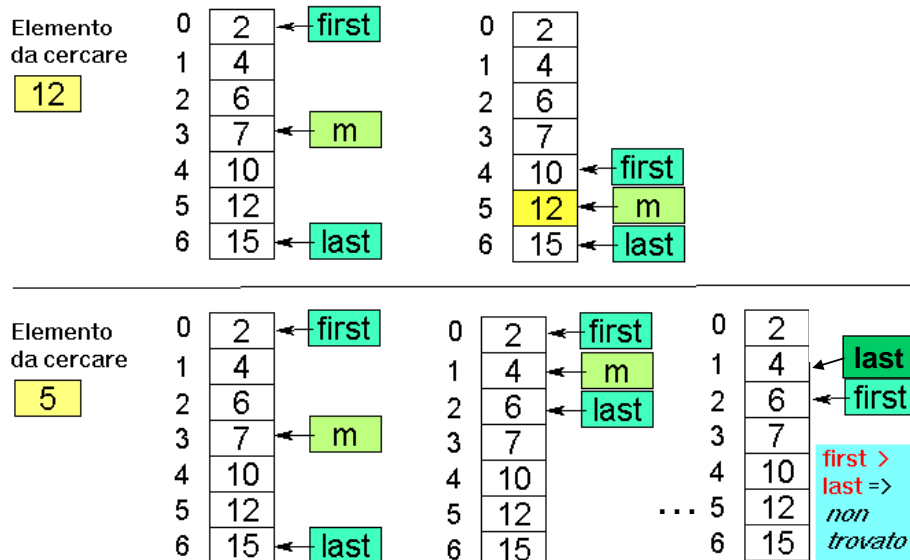 Elemento
da cercare
12
0 2 first
1 4
2 6
3 7 m
4 10
5 12
6 15 last
0 2
1 4
2 6
3 7
4 10 first
5 12 m
6 15 last
Elemento
da cercare
5
0 2 first
1 4
2 6
3 7 m
4 10
5 12
6 15 last
0 2 first
1 4 m
2 6 last
3 7
4 10
5 12
6 15
...
0 2
1 4 last
2 6 first
3 7
4 10
5 12
6 15
first >
last =>
non
trovato